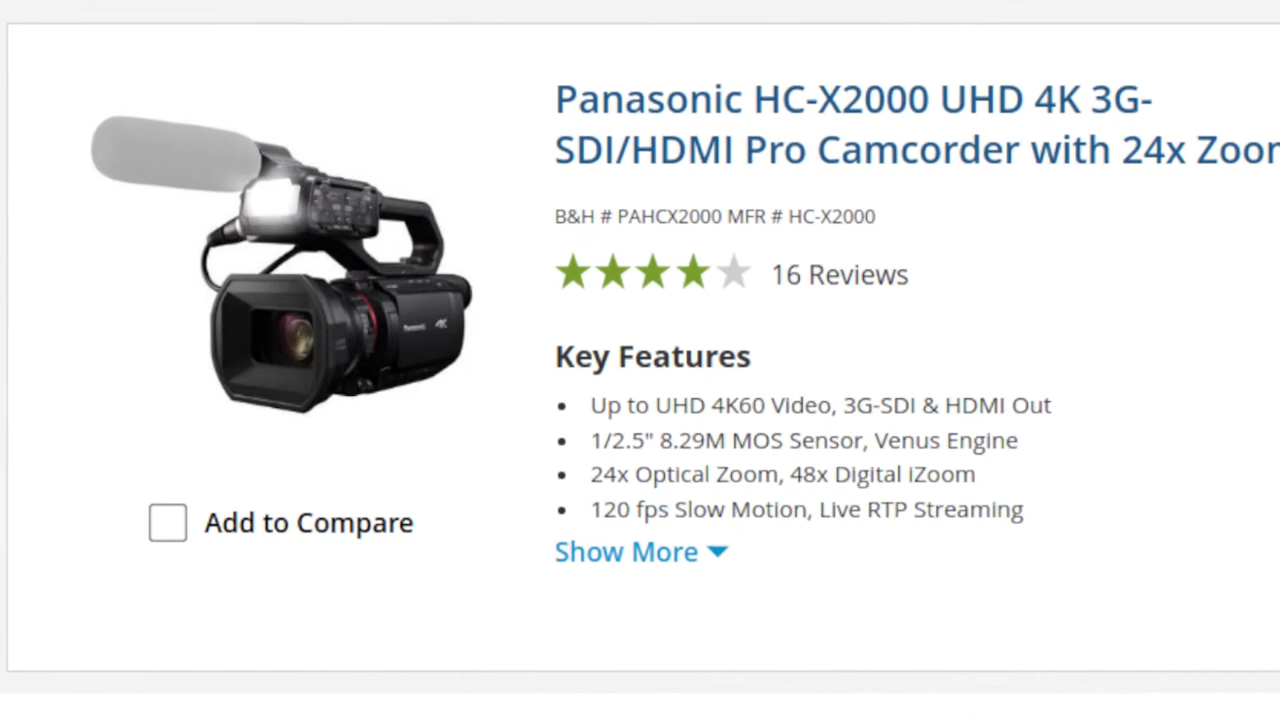 Panasonic HC-X2000 UHD 4K 3G-
SDI/HDMI Pro Camcorder with 24x
B&H # PAHCX2000 MFR # HC-X2000
16 Reviews
Key Features
Up to UHD 4K60 Video, 3G-SDI & HDMI Out
1/2.5" 8.29M MOS Sensor, Venus Engine
24x Optical Zoom, 48x Digital iZoom
120 fps Slow Motion, Live RTP Streaming
Show More
Panasonic 4K
Add to Compare